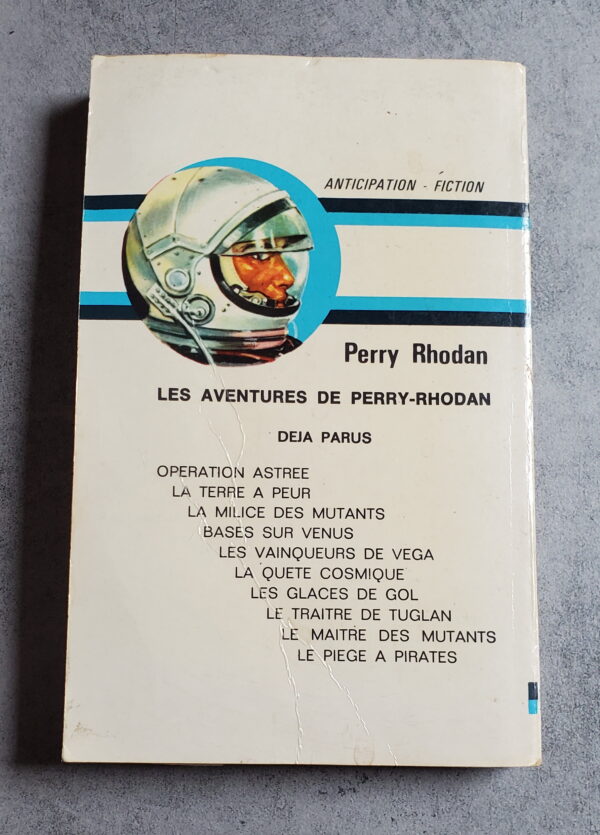 ANTICIPATION - FICTION
Perry Rhodan
LES AVENTURES DE PERRY-RHODAN
DEJA PARUS
OPERATION ASTREE
LA TERRE A PEUR
LA MILICE DES MUTANTS
BASES SUR VENUS
LES VAINQUEURS DE VEGA
LA QUETE COSMIQUE
LES GLACES DE GOL
LE TRAITRE DE TUGLAN
LE MAITRE DES MUTANTS
LE PIEGE A PIRATES